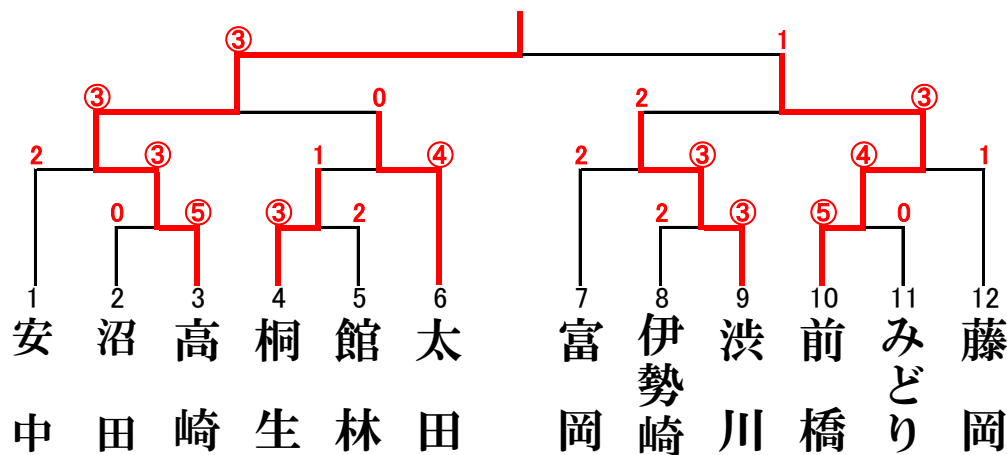 ③ 1
③ 0 2 ③
2 ③ 1 ④ 2 ③ ④ 1
0 ⑤ ③ 2 2 ③ ⑤ 0
1 2 3 4 5 6 7 8 9 10 11 12
安中
沼田
高崎
桐生
館林
太田
富岡
伊勢崎
渋川
前橋
みどり
藤岡